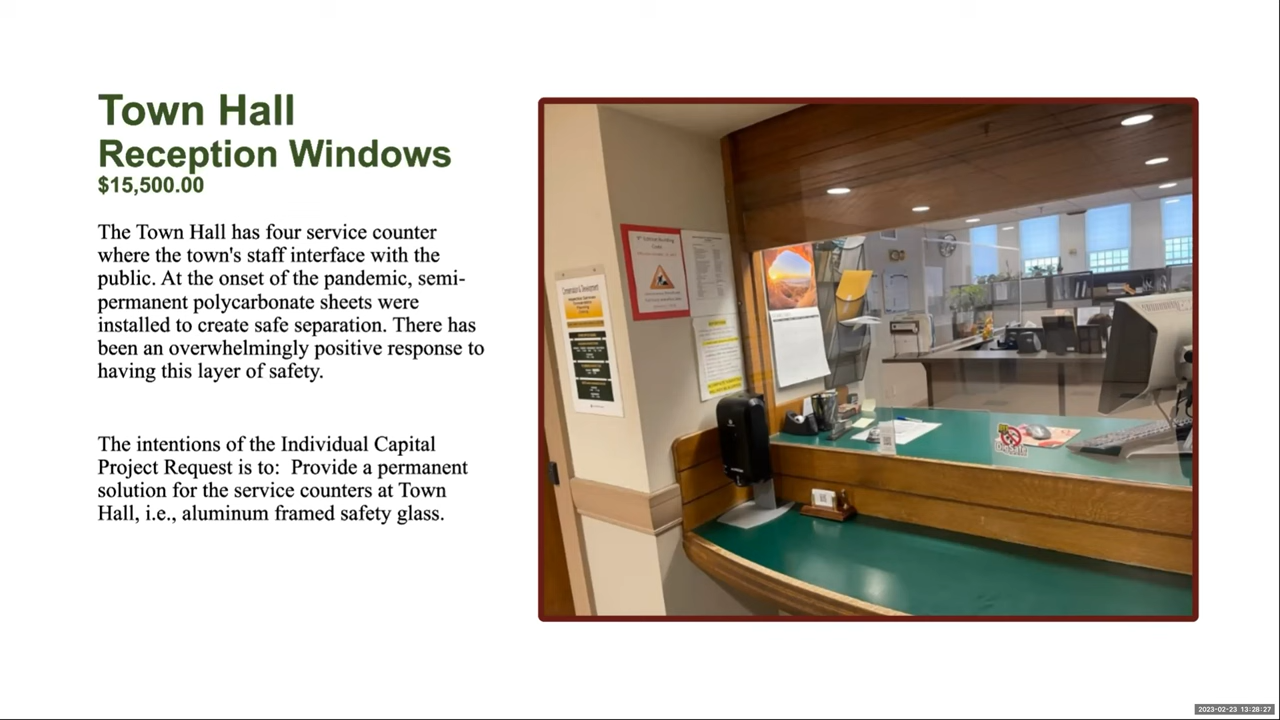 Town Hall
Reception Windows
$15,500.00
The Town Hall has four service counter
where the town's staff interface with the
public. At the onset of the pandemic, semi-
permanent polycarbonate sheets were
installed to create safe separation. There has
been an overwhelmingly positive response to
having this layer of safety.
The intentions of the Individual Capital
Project Request is to:  Provide a permanent
solution for the service counters at Town
Hall, i.e., aluminum framed safety glass.
Conservation & Development
2023-02-23 13:28:27